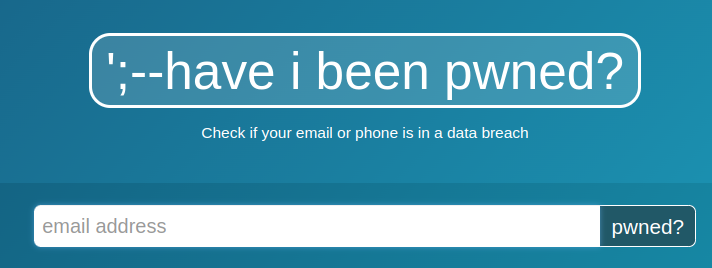 ';--have i been pwned?
Check if your email or phone is in a data breach
email address
pwned?